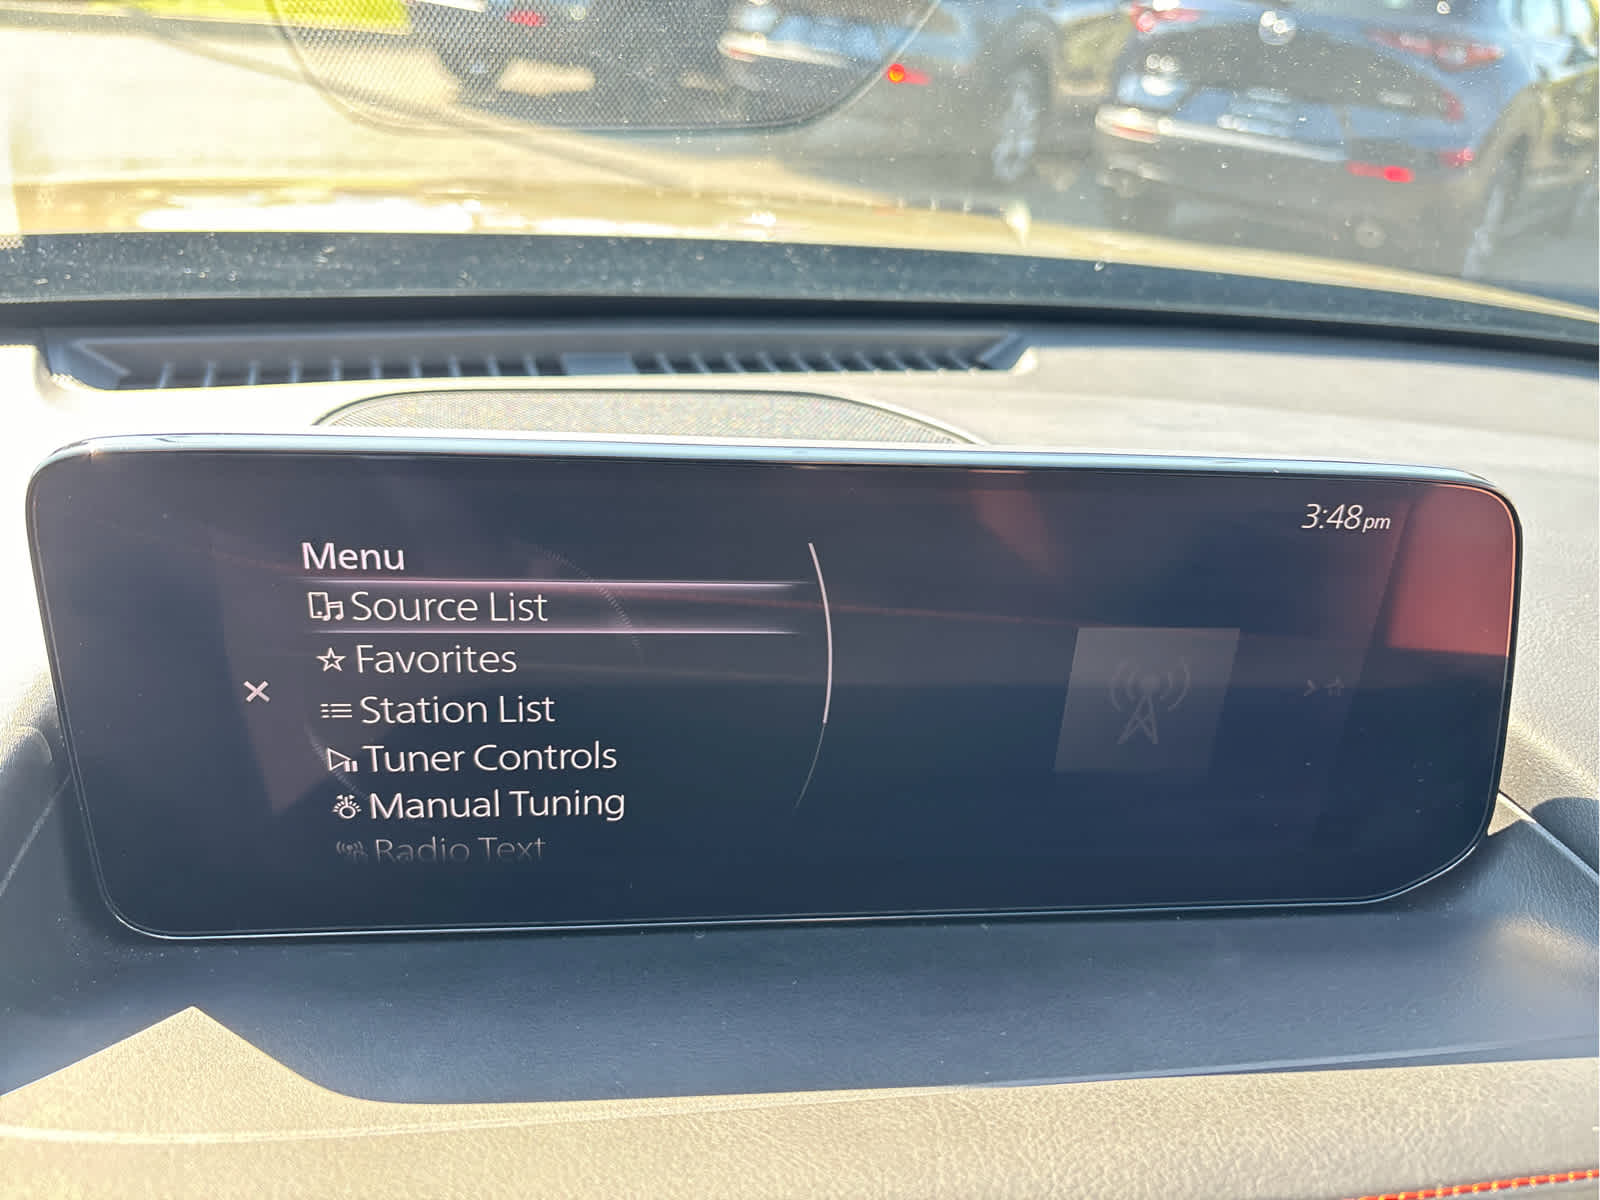 3:48pm
Menu
Source List
Favorites
Station List
Tuner Controls
Manual Tuning
Radio Text